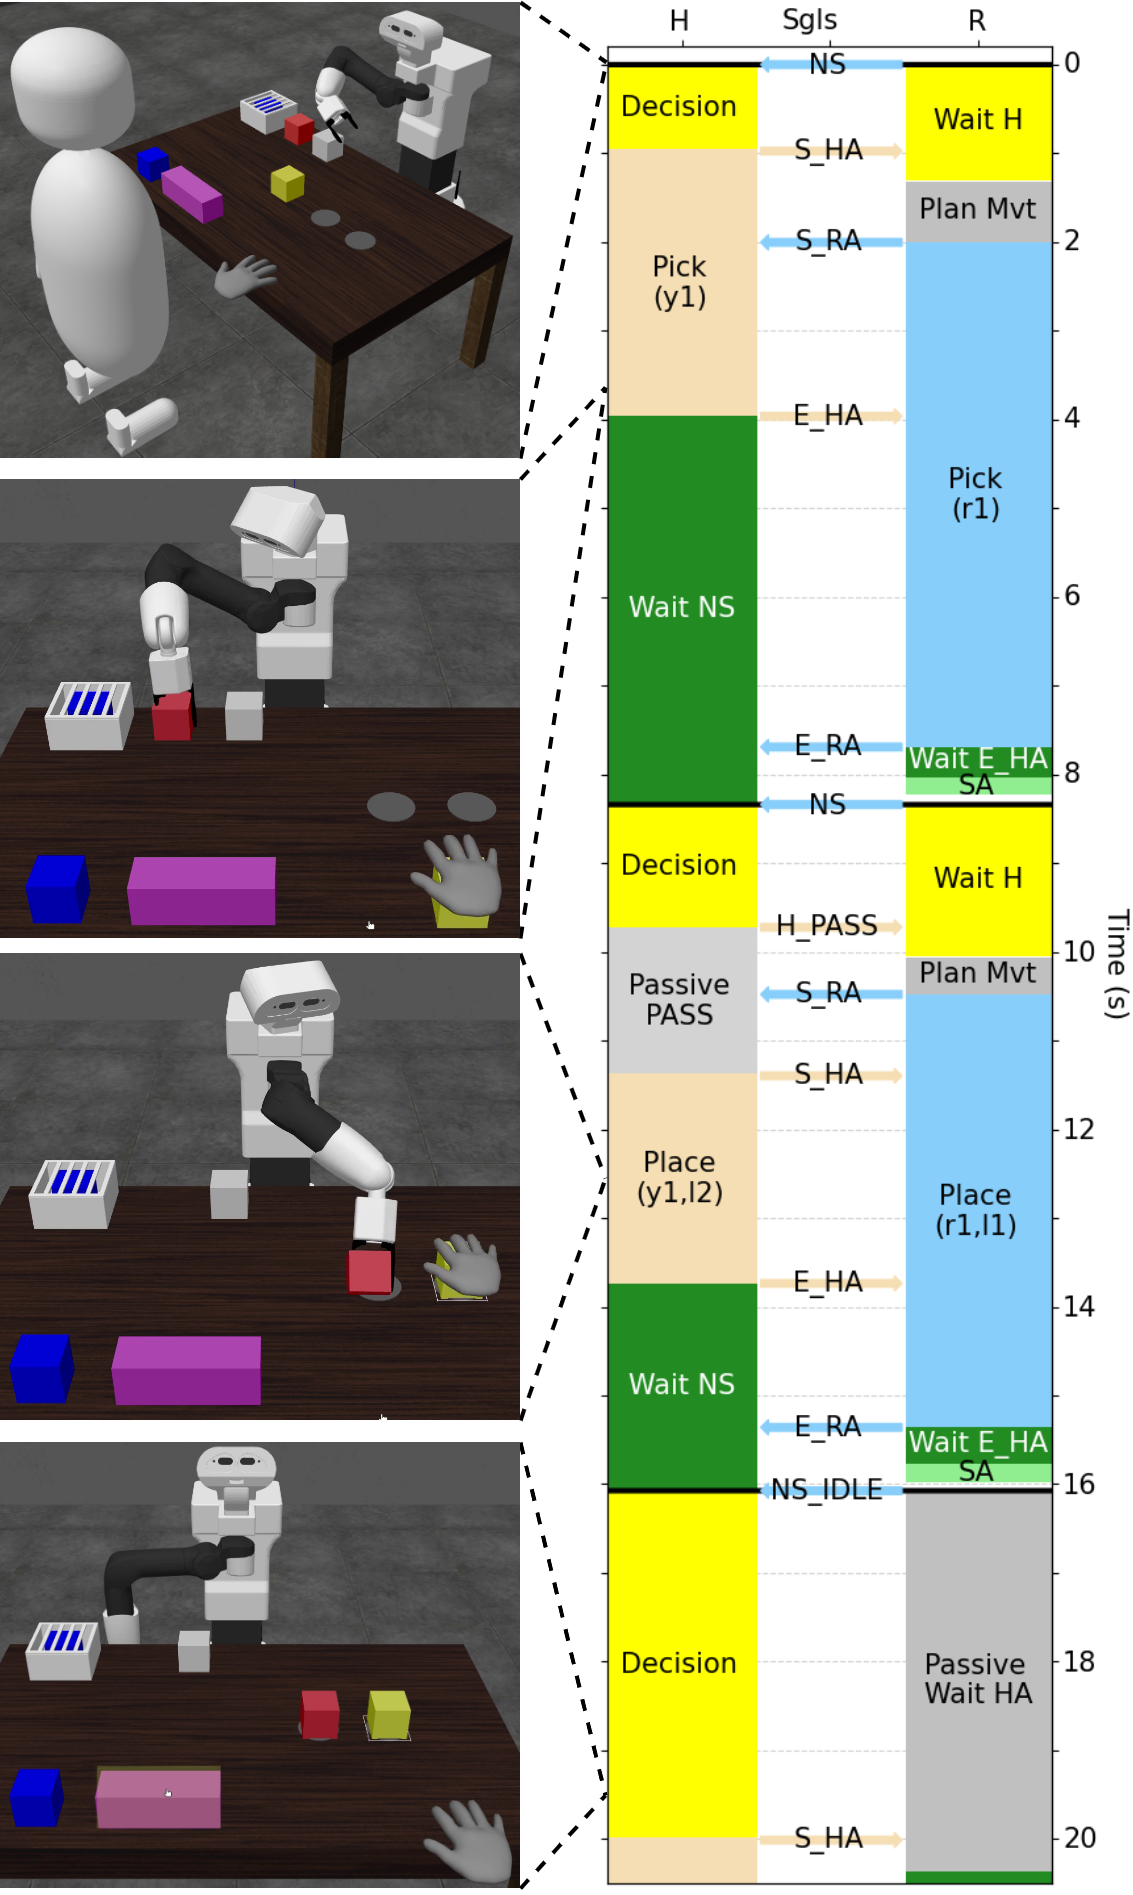 H Sgls R
NS 0
Decision
Wait H
S_HA
Plan Mvt
S_RA 2
Pick
(y1)
E_HA 4
Pick
(r1)
Wait NS 6
E_RA
Wait E_HA
SA 8
NS
Decision
Wait H
H_PASS
10
Plan Mvt
Passive
PASS
S_RA
S_HA
12
Place
(y1,l2)
Place
(r1,l1)
E_HA
14
Wait NS
E_RA
Wait E_HA
SA
16
NS_IDLE
Decision
Passive
Wait HA
18
S_HA 20
Time (s)